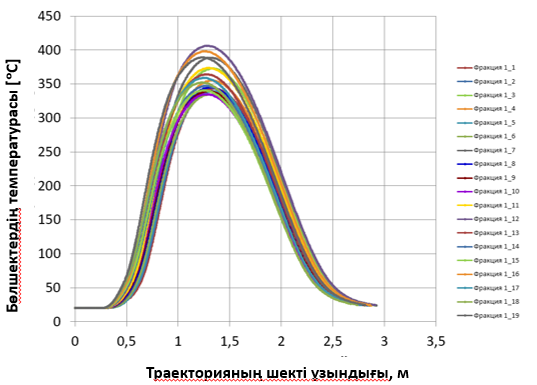 Бөлшектердің температурасы [°C]
450
400
350
300
250
200
150
100
50
0
0 0,5 1 1,5 2 2,5 3 3,5
Траекторияның шекті ұзындығы, м
Фракция 1_1
Фракция 1_2
Фракция 1_3
Фракция 1_4
Фракция 1_5
Фракция 1_6
Фракция 1_7
Фракция 1_8
Фракция 1_9
Фракция 1_10
Фракция 1_11
Фракция 1_12
Фракция 1_13
Фракция 1_14
Фракция 1_15
Фракция 1_16
Фракция 1_17
Фракция 1_18
Фракция 1_19